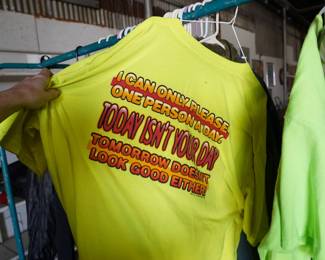 I CAN ONLY PLEASE
ONE PERSON A DAY.
TODAY ISN'T YOUR DAY
TOMORROW DOESN'T
LOOK GOOD EITHER!